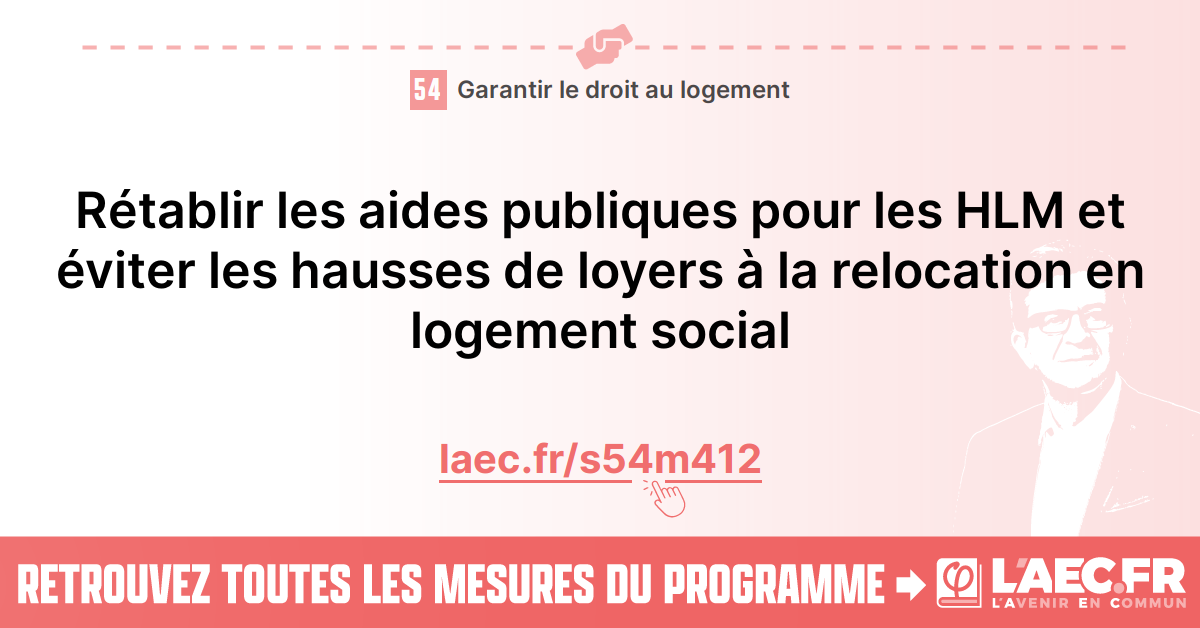 54 Garantir le droit au logement
Rétablir les aides publiques pour les HLM et
éviter les hausses de loyers à la relocation en
logement social
laec.fr/s54m412
RETROUVEZ TOUTES LES MESURES DU PROGRAMME
φ L'AEC.FR
L'AVENIR EN COMMUN